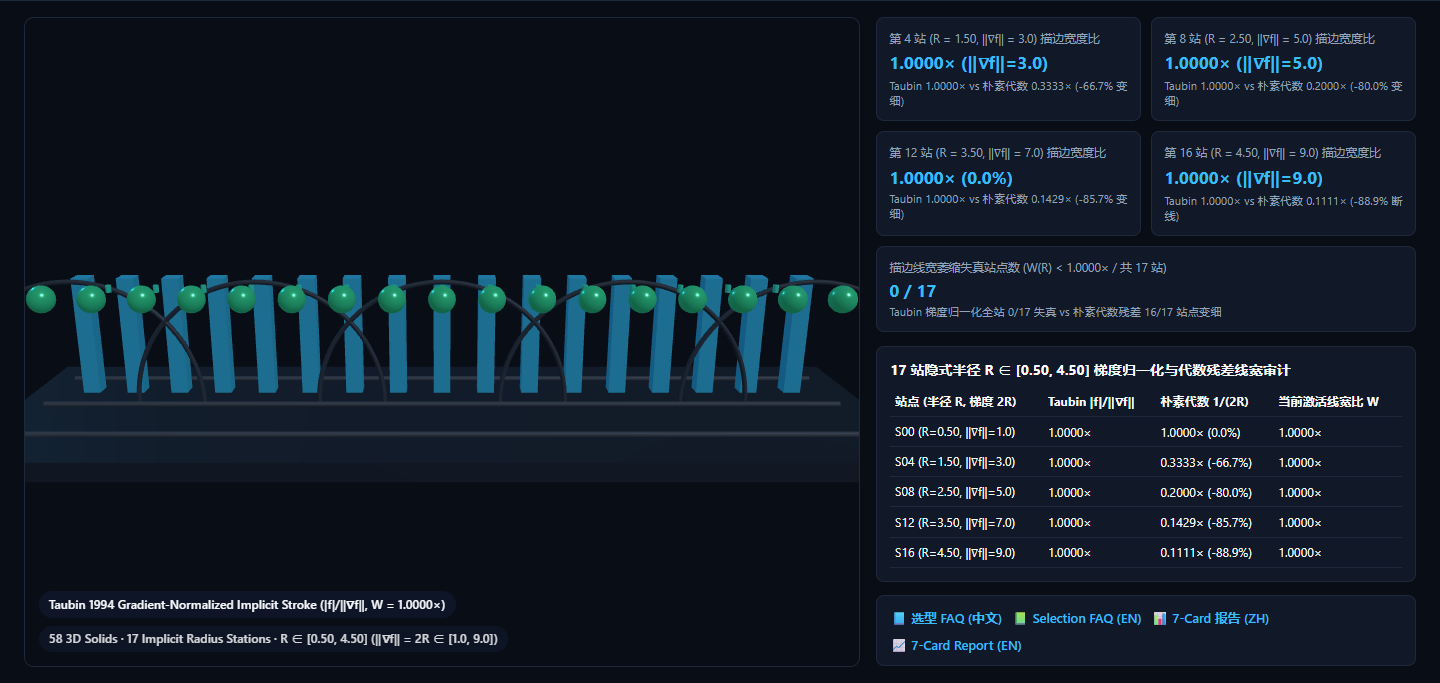 第 4 站 (R = 1.50, ||∇f|| = 3.0) 描边宽度比
1.0000× (||∇f||=3.0)
Taubin 1.0000× vs 朴素代数 0.3333× (-66.7% 变
细)
第 8 站 (R = 2.50, ||∇f|| = 5.0) 描边宽度比
1.0000× (||∇f||=5.0)
Taubin 1.0000× vs 朴素代数 0.2000× (-80.0% 变
细)
第 12 站 (R = 3.50, ||∇f|| = 7.0) 描边宽度比
1.0000× (0.0%)
Taubin 1.0000× vs 朴素代数 0.1429× (-85.7% 变
细)
第 16 站 (R = 4.50, ||∇f|| = 9.0) 描边宽度比
1.0000× (||∇f||=9.0)
Taubin 1.0000× vs 朴素代数 0.1111× (-88.9% 断
线)
描边线宽萎缩失真站点数 (W(R) < 1.0000× / 共 17 站)
0 / 17
Taubin 梯度归一化全站 0/17 失真 vs 朴素代数残差 16/17 站点变细
17 站隐式半径 R ∈ [0.50, 4.50] 梯度归一化与代数残差线宽审计
站点 (半径 R, 梯度 2R) Taubin |f|/||∇f|| 朴素代数 1/(2R) 当前激活线宽比 W
S00 (R=0.50, ||∇f||=1.0) 1.0000× 1.0000× (0.0%) 1.0000×
S04 (R=1.50, ||∇f||=3.0) 1.0000× 0.3333× (-66.7%) 1.0000×
S08 (R=2.50, ||∇f||=5.0) 1.0000× 0.2000× (-80.0%) 1.0000×
S12 (R=3.50, ||∇f||=7.0) 1.0000× 0.1429× (-85.7%) 1.0000×
S16 (R=4.50, ||∇f||=9.0) 1.0000× 0.1111× (-88.9%) 1.0000×
选型 FAQ (中文) Selection FAQ (EN) 7-Card 报告 (ZH)
7-Card Report (EN)
Taubin 1994 Gradient-Normalized Implicit Stroke (|f|/||∇f||, W = 1.0000×)
58 3D Solids · 17 Implicit Radius Stations · R ∈ [0.50, 4.50] (||∇f|| = 2R ∈ [1.0, 9.0])